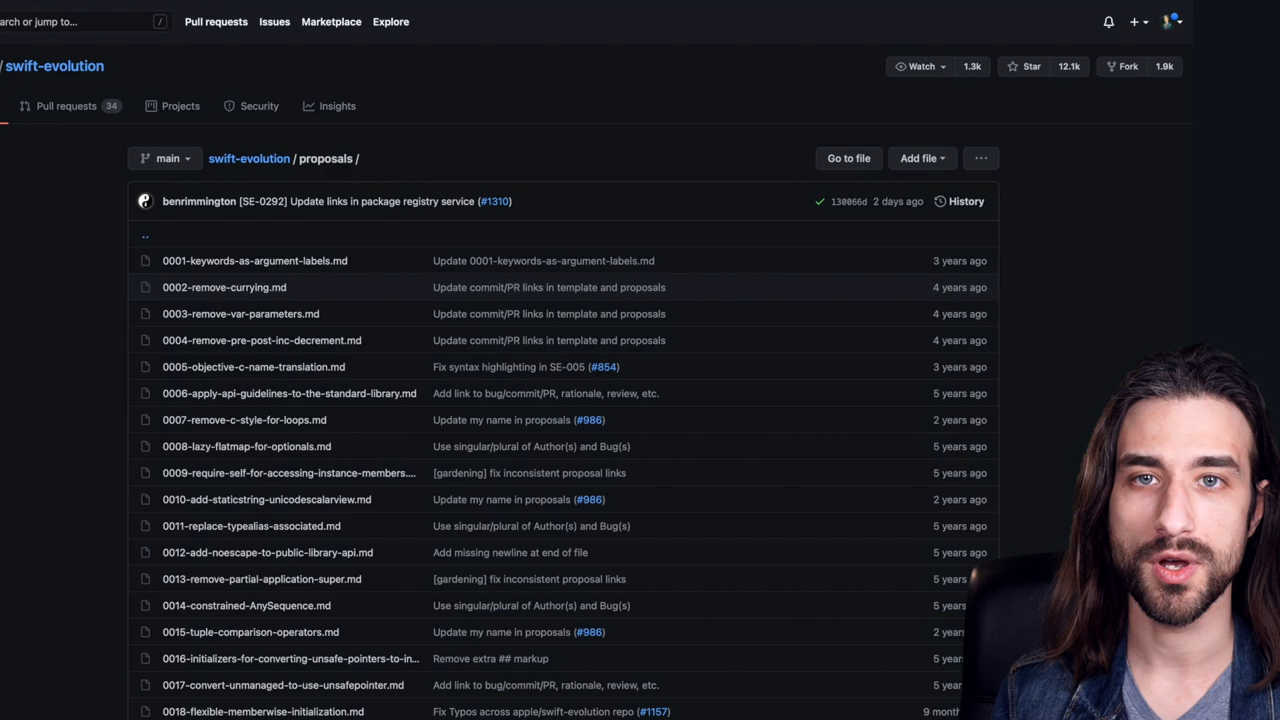 arch or jump to... / Pull requests Issues Marketplace Explore
/ swift-evolution Watch 1.3k Star 12.1k Fork 1.9k
Pull requests 34 Projects Security Insights
main swift-evolution / proposals / Go to file Add file ...
benrimmington [SE-0292] Update links in package registry service (#1310) 130066d 2 days ago History
..
0001-keywords-as-argument-labels.md Update 0001-keywords-as-argument-labels.md 3 years ago
0002-remove-currying.md Update commit/PR links in template and proposals 4 years ago
0003-remove-var-parameters.md Update commit/PR links in template and proposals 4 years ago
0004-remove-pre-post-inc-decrement.md Update commit/PR links in template and proposals 4 years ago
0005-objective-c-name-translation.md Fix syntax highlighting in SE-005 (#854) 3 years ago
0006-apply-api-guidelines-to-the-standard-library.md Add link to bug/commit/PR, rationale, review, etc. 5 years ago
0007-remove-c-style-for-loops.md Update my name in proposals (#986) 2 years ago
0008-lazy-flatmap-for-optionals.md Use singular/plural of Author(s) and Bug(s) 5 years ago
0009-require-self-for-accessing-instance-members.... [gardening] fix inconsistent proposal links 5 years ago
0010-add-staticstring-unicodescalarview.md Update my name in proposals (#986) 2 years ago
0011-replace-typealias-associated.md Use singular/plural of Author(s) and Bug(s) 5 years ago
0012-add-noescape-to-public-library-api.md Add missing newline at end of file 5 years ago
0013-remove-partial-application-super.md [gardening] fix inconsistent proposal links 5 years ago
0014-constrained-AnySequence.md Use singular/plural of Author(s) and Bug(s) 5 years
0015-tuple-comparison-operators.md Update my name in proposals (#986) 2 years
0016-initializers-for-converting-unsafe-pointers-to-in... Remove extra ## markup 5 year
0017-convert-unmanaged-to-use-unsafepointer.md Add link to bug/commit/PR, rationale, review, etc. 5 year
0018-flexible-memberwise-initialization.md Fix Typos across apple/swift-evolution repo (#1157) 9 month